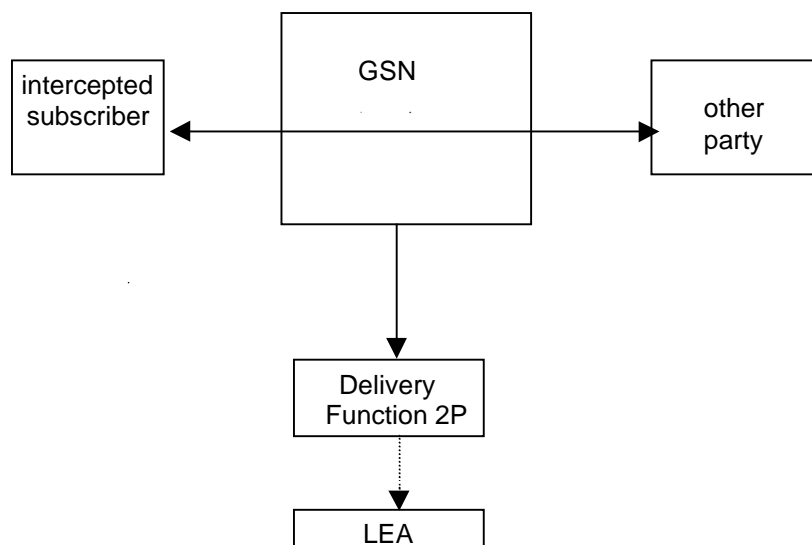 GSN
intercepted
subscriber
other
party
Delivery
Function 2P
LEA